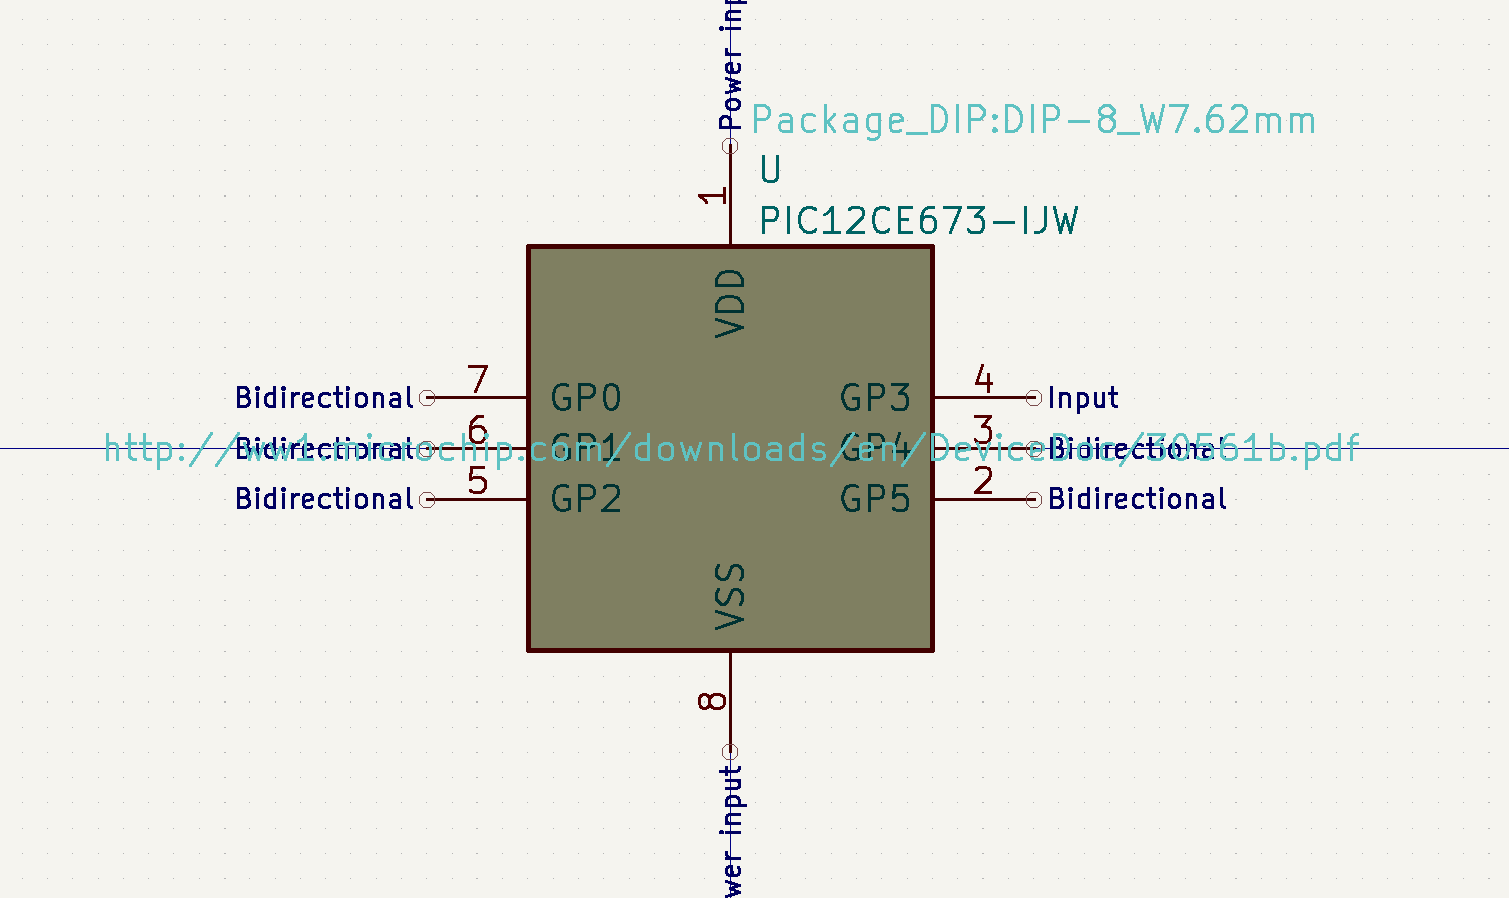 Power inp
Package_DIP:DIP-8_W7.62mm
U
1
PIC12CE673-IJW
VDD
Bidirectional 7 GP0 GP3 4 Input
Bidirectional 6 GP1 GP4 3 Bidirectional
http://ww1.microchip.com/downloads/en/DeviceDoc/30561b.pdf
Bidirectional 5 GP2 GP5 2 Bidirectional
VSS
8
wer input